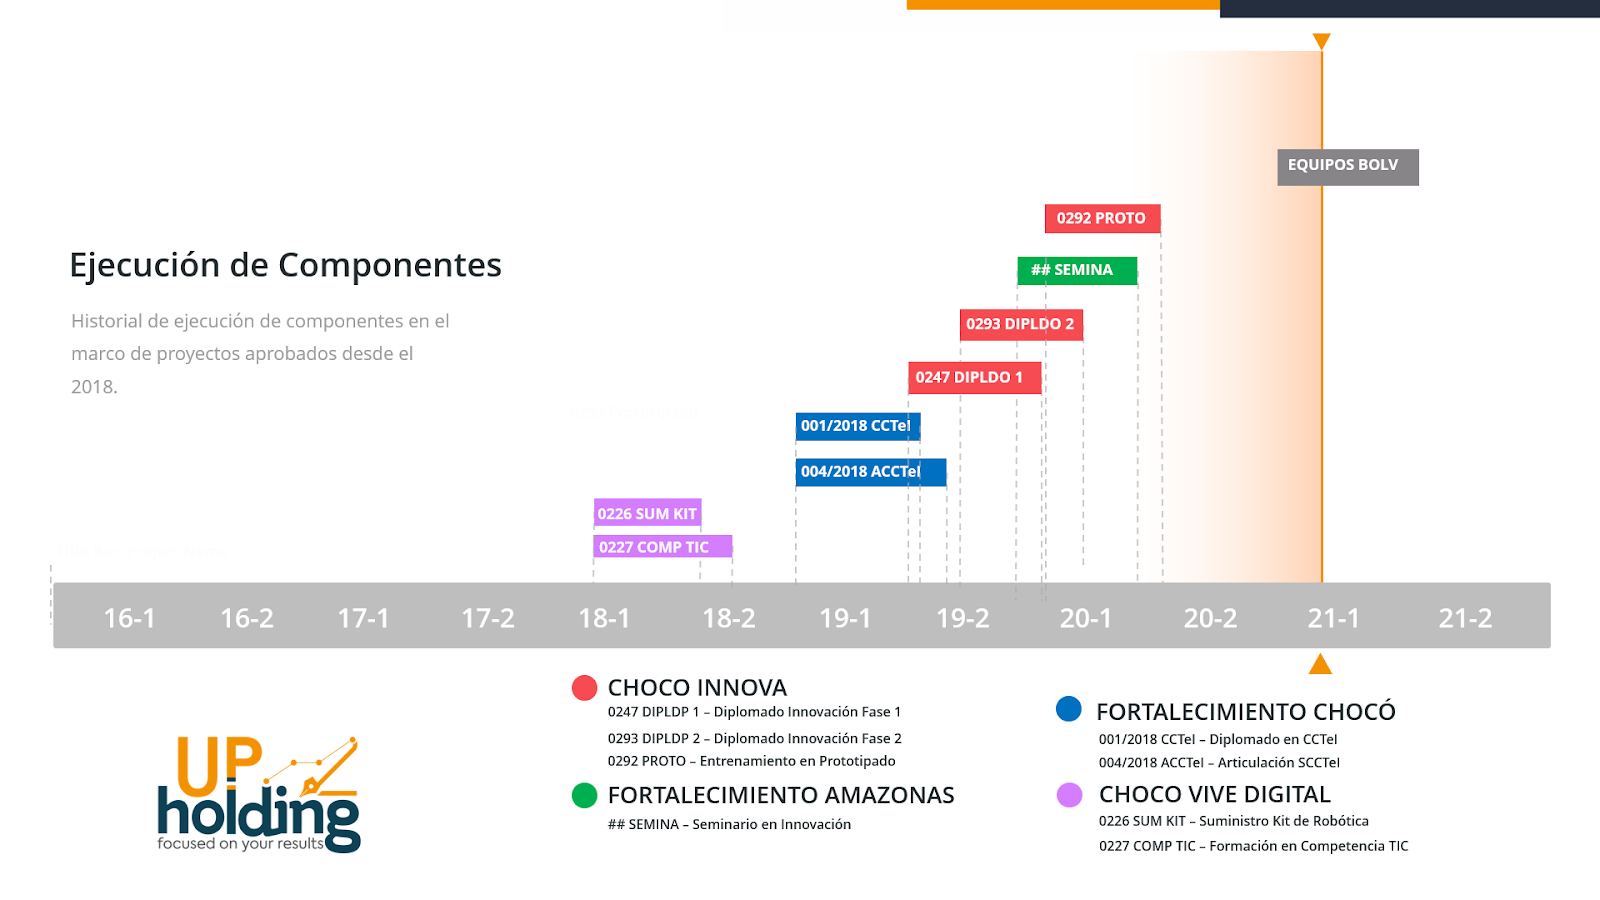 EQUIPOS BOLV
0292 PROTO
## SEMINA
0293 DIPLDO 2
0247 DIPLDO 1
001/2018 CCTeI
004/2018 ACCTeI
0226 SUM KIT
0227 COMP TIC
Ejecución de Componentes
Historial de ejecución de componentes en el
marco de proyectos aprobados desde el
2018.
16-1 16-2 17-1 17-2 18-1 18-2 19-1 19-2 20-1 20-2 21-1 21-2
CHOCO INNOVA
0247 DIPLDP 1 – Diplomado Innovación Fase 1
0293 DIPLDP 2 – Diplomado Innovación Fase 2
0292 PROTO – Entrenamiento en Prototipado
FORTALECIMIENTO AMAZONAS
## SEMINA – Seminario en Innovación
FORTALECIMIENTO CHOCÓ
001/2018 CCTeI – Diplomado en CCTeI
004/2018 ACCTeI – Articulación SCCTeI
CHOCO VIVE DIGITAL
0226 SUM KIT – Suministro Kit de Robótica
0227 COMP TIC – Formación en Competencia TIC
UP
holding
focused on your results